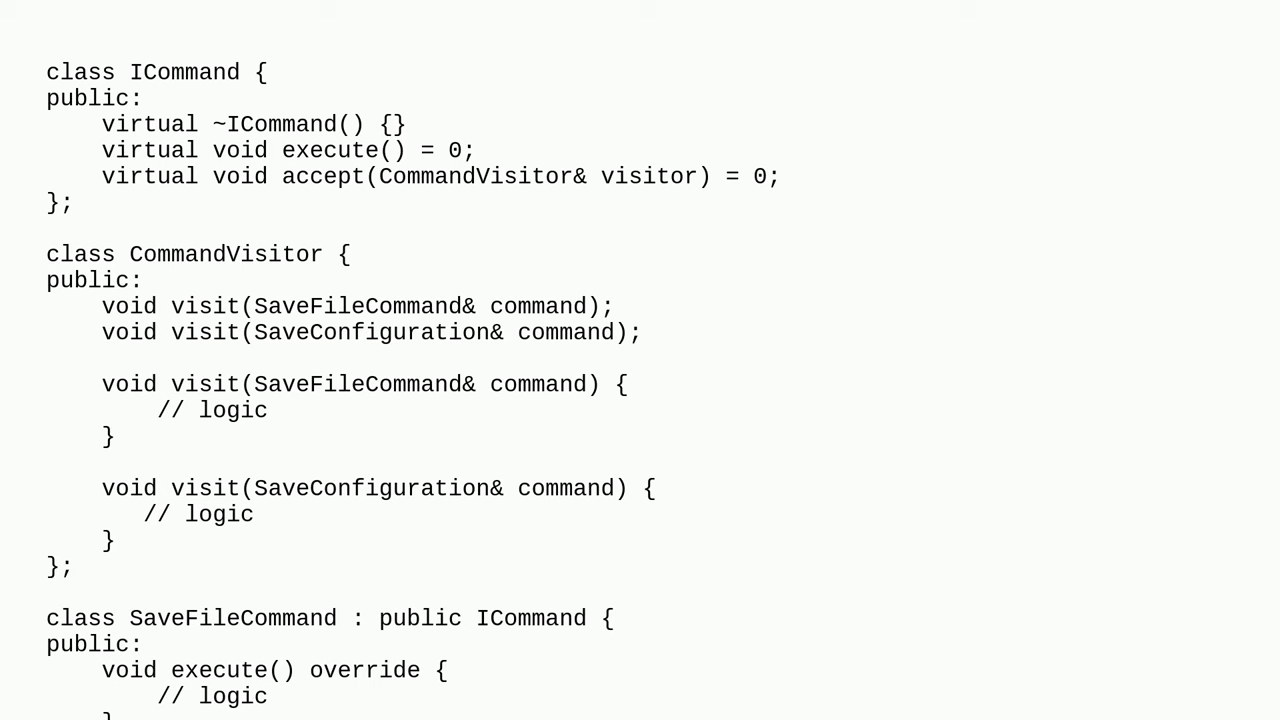 class ICommand {
public:
    virtual ~ICommand() {}
    virtual void execute() = 0;
    virtual void accept(CommandVisitor& visitor) = 0;
};

class CommandVisitor {
public:
    void visit(SaveFileCommand& command);
    void visit(SaveConfiguration& command);

    void visit(SaveFileCommand& command) {
        // logic
    }

    void visit(SaveConfiguration& command) {
       // logic
    }
};

class SaveFileCommand : public ICommand {
public:
    void execute() override {
        // logic
    }